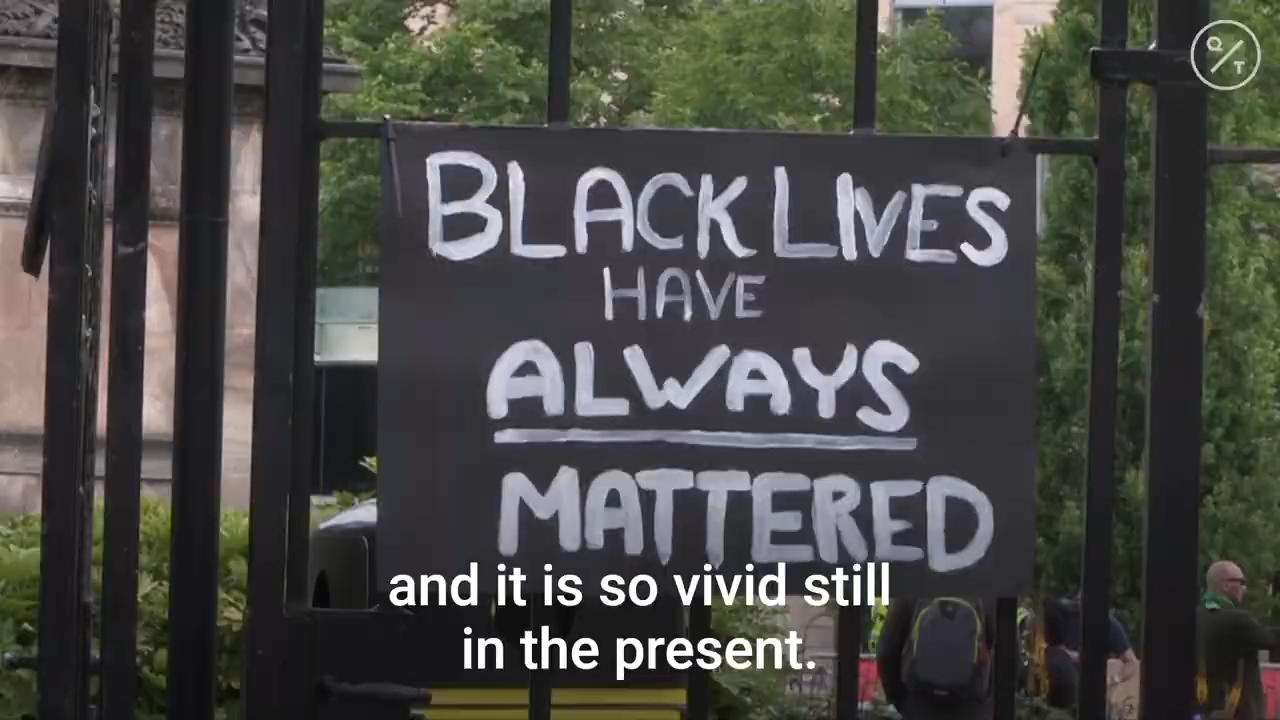 Q/T
BLACK LIVES
HAVE
ALWAYS
MATTERED
and it is so vivid still
in the present.